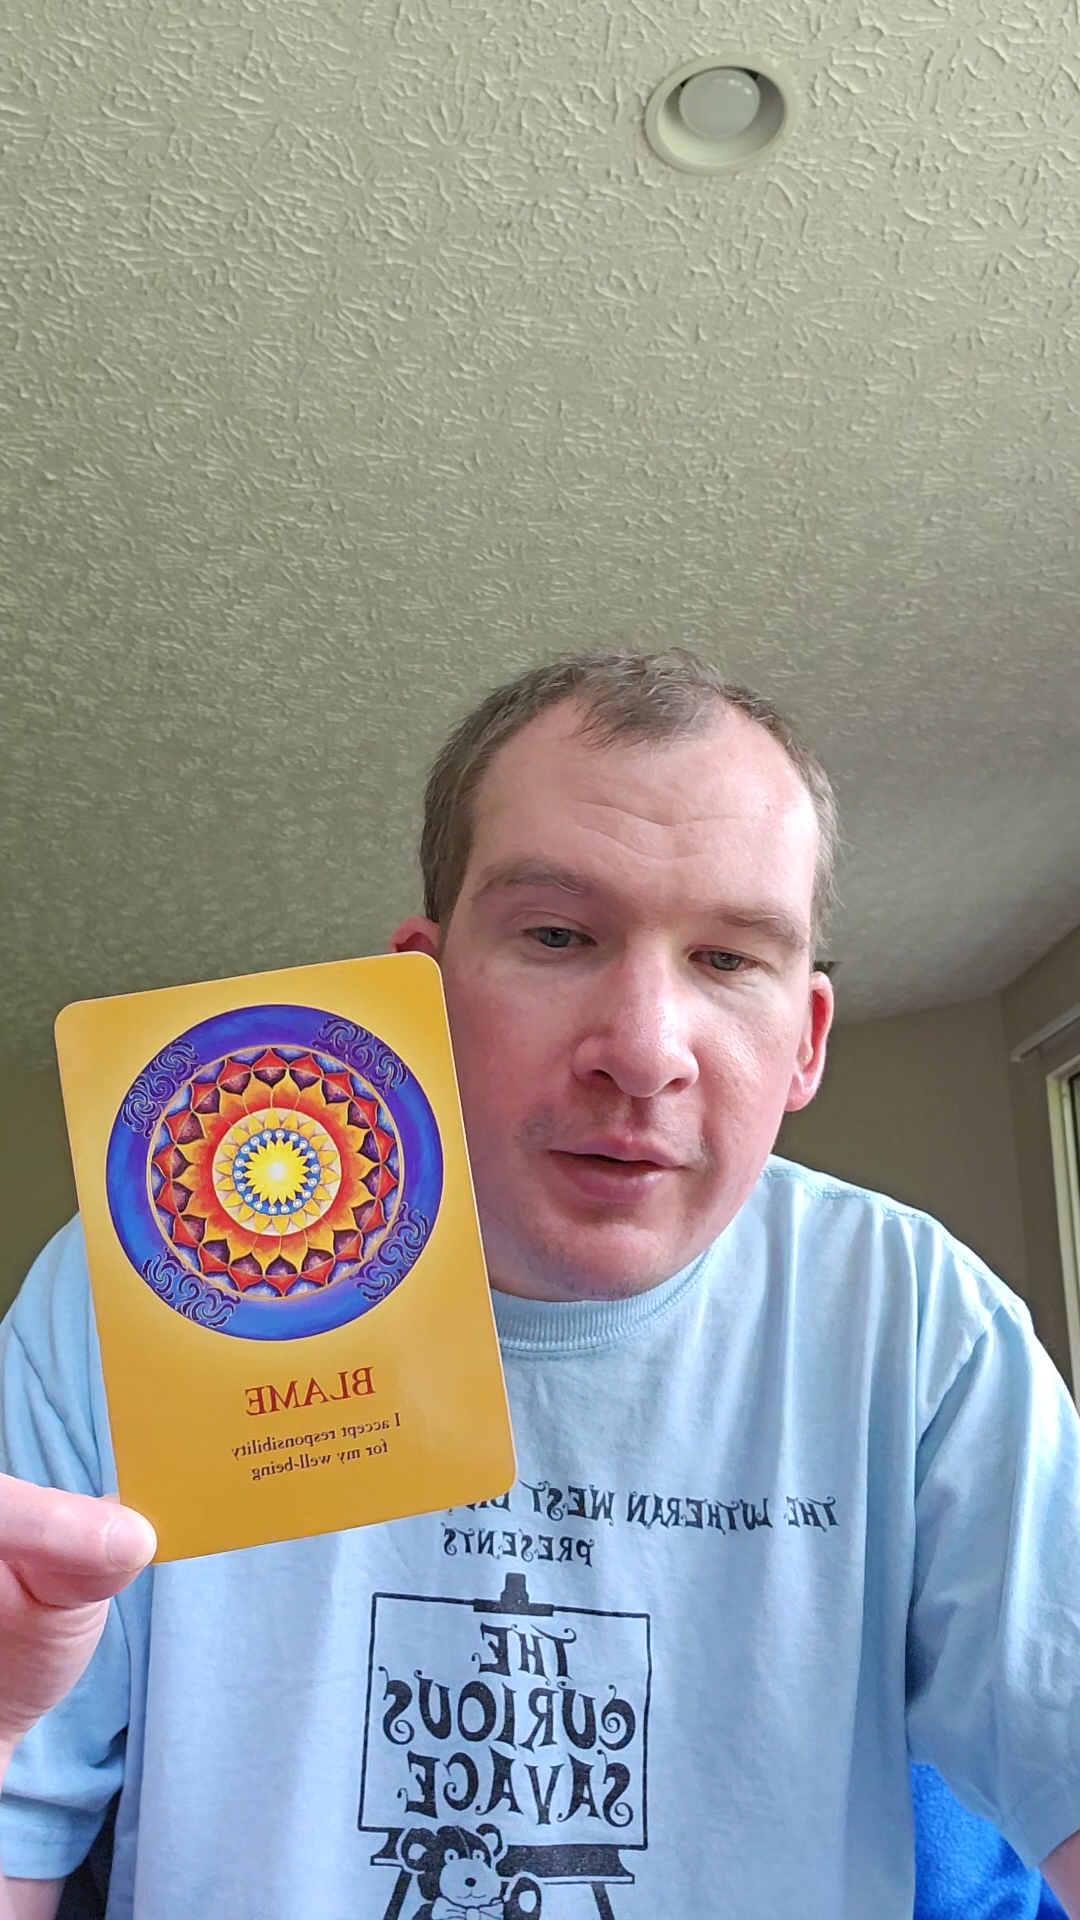 BLAME
I accept responsibility
for my well-being
THE LUTHERAN WEST
PRESENTS
THE
CURIOUS
SAVAGE